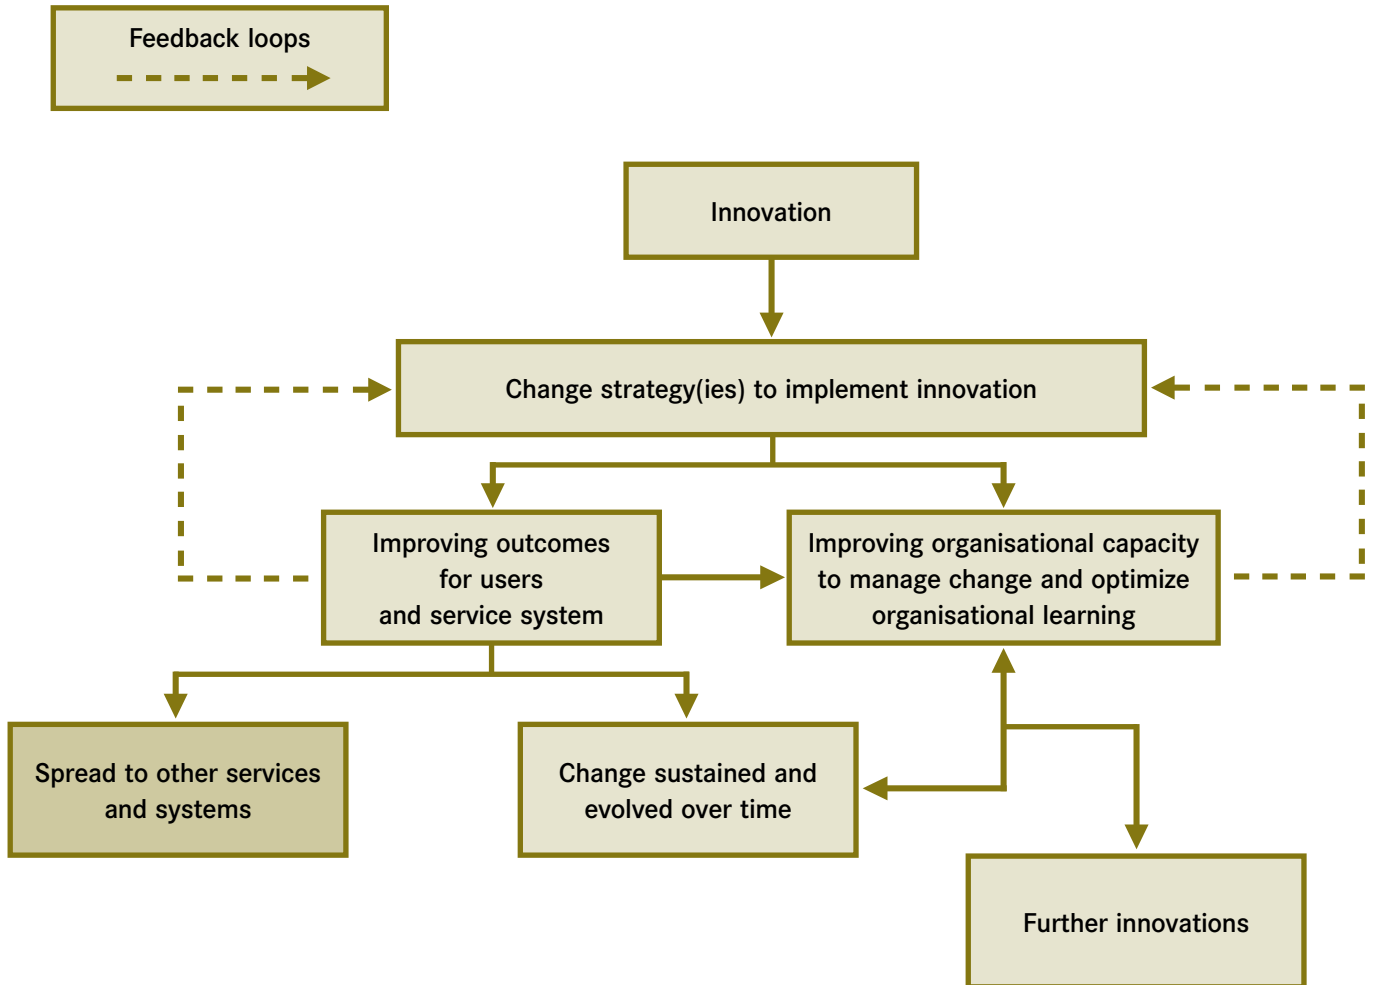 Feedback loops
Innovation
Change strategy(ies) to implement innovation
Improving outcomes
for users
and service system
Improving organisational capacity
to manage change and optimize
organisational learning
Spread to other services
and systems
Change sustained and
evolved over time
Further innovations